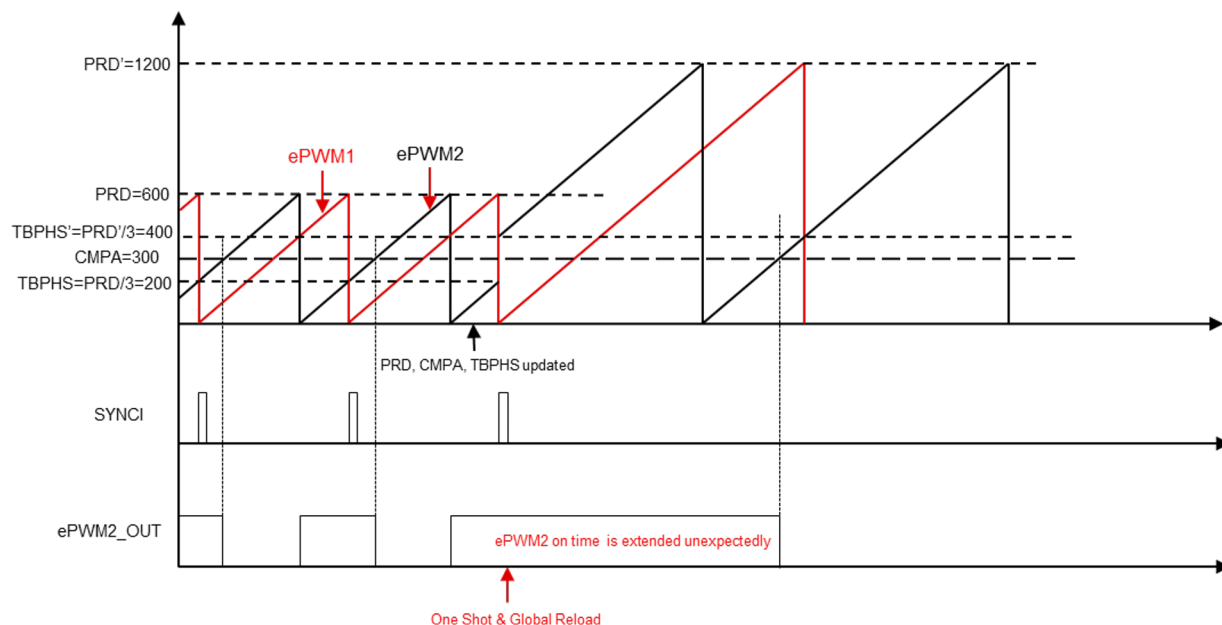 PRD’=1200
ePWM1
ePWM2
PRD=600
TBPHS’=PRD’/3=400
CMPA=300
TBPHS=PRD/3=200
PRD, CMPA, TBPHS updated
SYNCI
ePWM2_OUT
ePWM2 on time is extended unexpectedly
One Shot & Global Reload